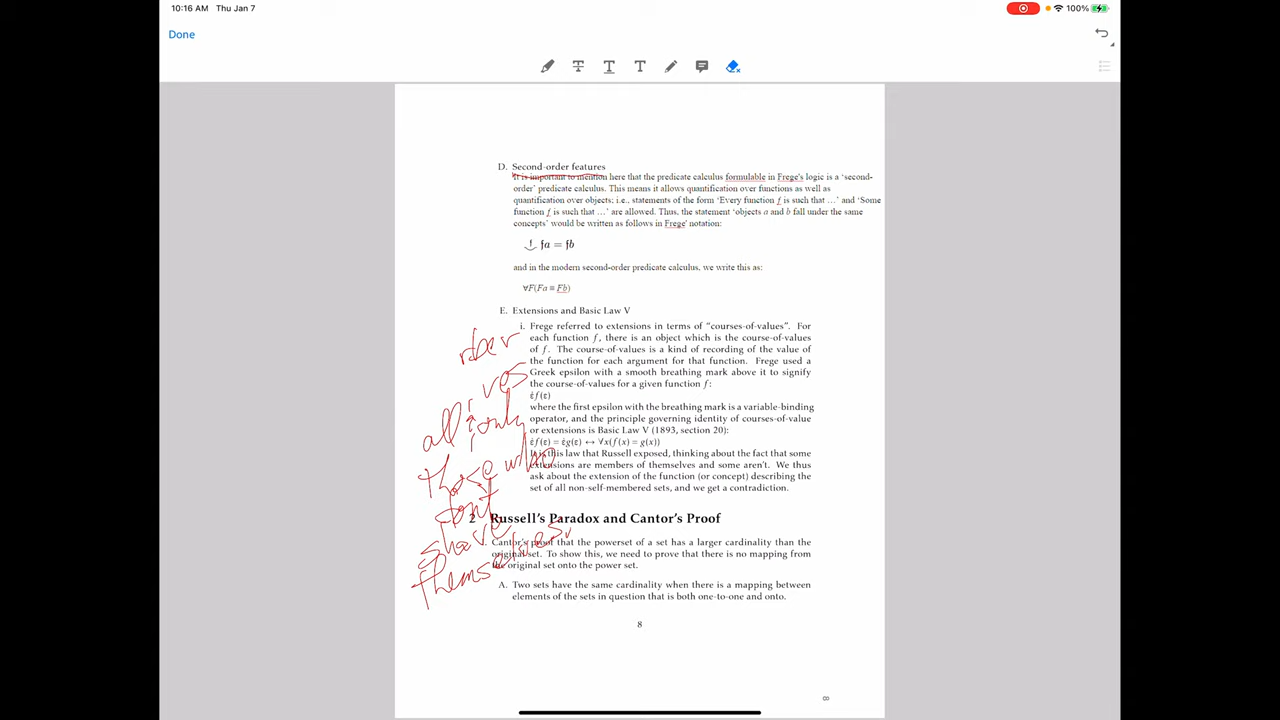 10:16 AM Thu Jan 7
100%
Done
D. Second-order features
It is important to mention here that the predicate calculus formulable in Frege's logic is a 'second-
order' predicate calculus. This means it allows quantification over functions as well as
quantification over objects; i.e., statements of the form 'Every function f is such that …' and 'Some
function f is such that …' are allowed. Thus, the statement 'objects a and b fall under the same
concepts' would be written as follows in Frege' notation:
f
fa = fb
and in the modern second-order predicate calculus, we write this as:
∀F(Fa ≡ Fb)
E. Extensions and Basic Law V
i. Frege referred to extensions in terms of "courses-of-values". For
each function f, there is an object which is the course-of-values
of f. The course-of-values is a kind of recording of the value of
the function for each argument for that function. Frege used a
Greek epsilon with a smooth breathing mark above it to signify
the course-of-values for a given function f:
ἐf(ε)
where the first epsilon with the breathing mark is a variable-binding
operator, and the principle governing identity of courses-of-value
or extensions is Basic Law V (1893, section 20):
ἐf(ε) = ἐg(ε) ↔ ∀x(f(x) = g(x))
It is this law that Russell exposed, thinking about the fact that some
extensions are members of themselves and some aren't. We thus
ask about the extension of the function (or concept) describing the
set of all non-self-membered sets, and we get a contradiction.
rber
ves
all & only
those who
dont
shave
themselves.
2 Russell's Paradox and Cantor's Proof
Cantor's proof that the powerset of a set has a larger cardinality than the
original set. To show this, we need to prove that there is no mapping from
the original set onto the power set.
A. Two sets have the same cardinality when there is a mapping between
elements of the sets in question that is both one-to-one and onto.
8
8